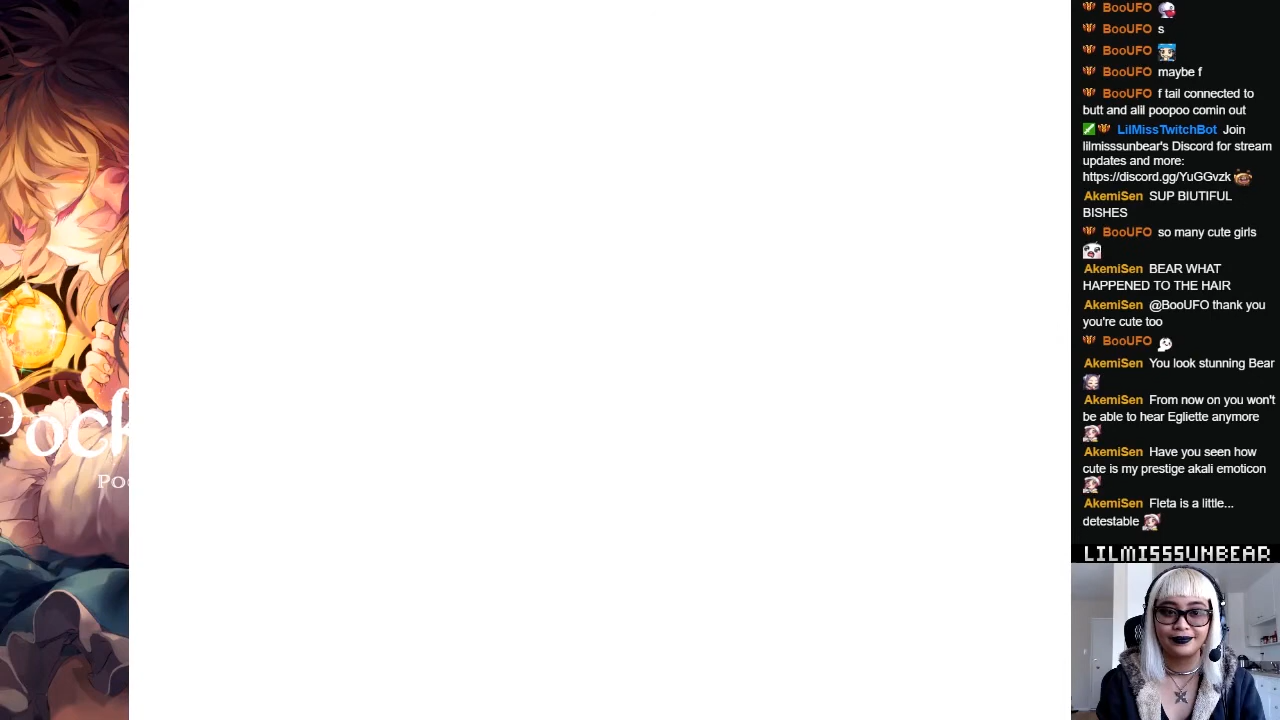 Pock
Poc
BooUFO
BooUFO s
BooUFO
BooUFO maybe f
BooUFO f tail connected to
butt and alil poopoo comin out
LilMissTwitchBot Join
lilmisssunbear's Discord for stream
updates and more:
https://discord.gg/YuGGvzk
AkemiSen SUP BIUTIFUL
BISHES
BooUFO so many cute girls
AkemiSen BEAR WHAT
HAPPENED TO THE HAIR
AkemiSen @BooUFO thank you
you're cute too
BooUFO
AkemiSen You look stunning Bear
AkemiSen From now on you won't
be able to hear Egliette anymore
AkemiSen Have you seen how
cute is my prestige akali emoticon
AkemiSen Fleta is a little...
detestable
LILMISSSUNBEAR